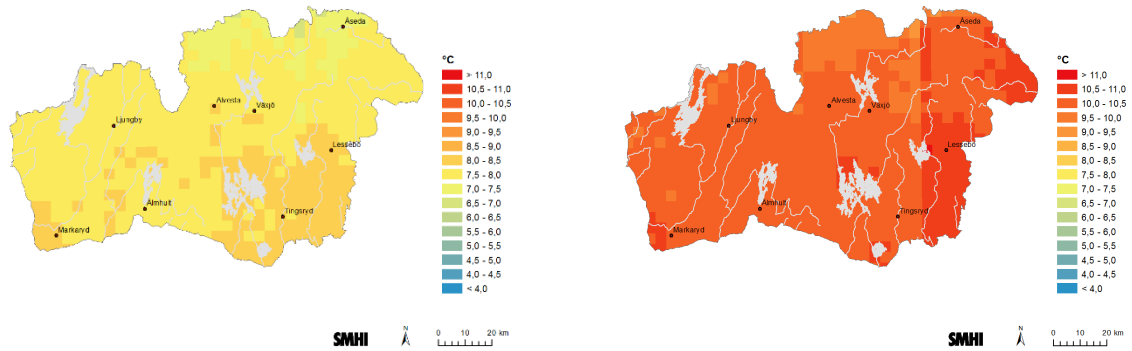 Åseda
°C
> 11,0
10,5 - 11,0
10,0 - 10,5
9,5 - 10,0
9,0 - 9,5
8,5 - 9,0
8,0 - 8,5
7,5 - 8,0
7,0 - 7,5
6,5 - 7,0
6,0 - 6,5
5,5 - 6,0
5,0 - 5,5
4,5 - 5,0
4,0 - 4,5
< 4,0
Alvesta
Växjö
Ljungby
Lessebo
Älmhult
Tingsryd
Markaryd
SMHI
N
0 10 20 km
Åseda
°C
> 11,0
10,5 - 11,0
10,0 - 10,5
9,5 - 10,0
9,0 - 9,5
8,5 - 9,0
8,0 - 8,5
7,5 - 8,0
7,0 - 7,5
6,5 - 7,0
6,0 - 6,5
5,5 - 6,0
5,0 - 5,5
4,5 - 5,0
4,0 - 4,5
< 4,0
Alvesta
Växjö
Ljungby
Lessebo
Älmhult
Tingsryd
Markaryd
SMHI
N
0 10 20 km